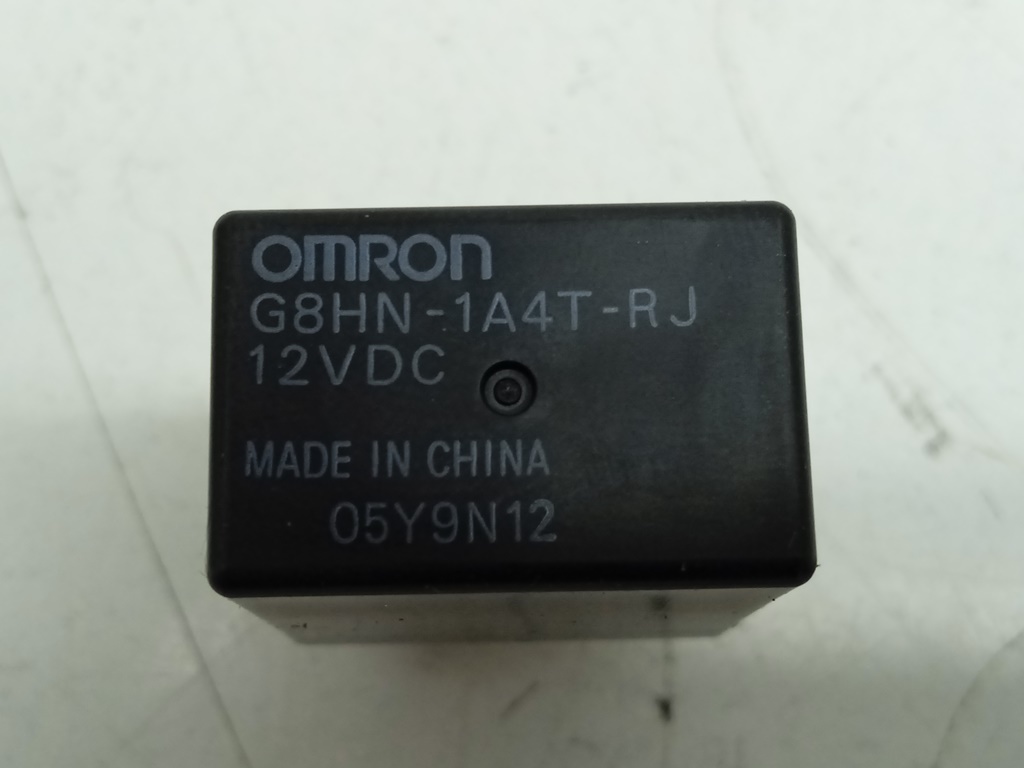 OMRON
G8HN-1A4T-RJ
12VDC
MADE IN CHINA
05Y9N12